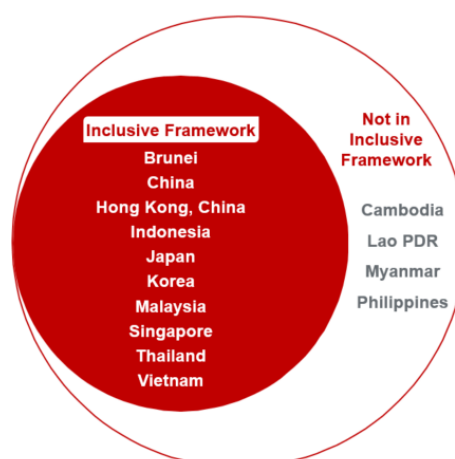 Inclusive Framework
Brunei
China
Hong Kong, China
Indonesia
Japan
Korea
Malaysia
Singapore
Thailand
Vietnam
Not in
Inclusive
Framework
Cambodia
Lao PDR
Myanmar
Philippines